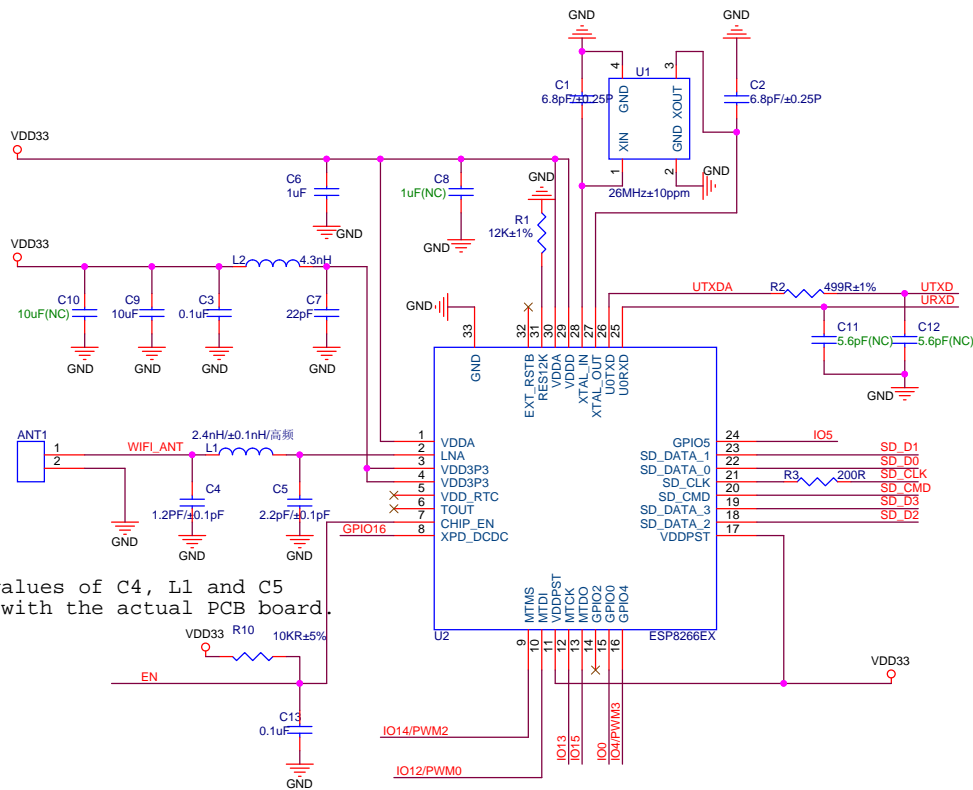 GND
GND
C1
6.8pF/±0.25P
4
GND
XIN
1
U1
3
XOUT
GND
2
C2
6.8pF/±0.25P
GND
26MHz±10ppm
VDD33
C6
1uF
GND
C8
1uF(NC)
GND
GND
R1
12K±1%
VDD33
L2
4.3nH
C10
10uF(NC)
GND
C9
10uF
GND
C3
0.1uF
GND
C7
22pF
GND
GND
UTXDA
R2
499R±1%
UTXD
URXD
C11
5.6pF(NC)
C12
5.6pF(NC)
GND
33
GND
32
EXT_RSTB
31
RES12K
30
VDDA
29
VDDD
28
XTAL_IN
27
XTAL_OUT
26
U0TXD
25
U0RXD
ANT1
1
2
WIFI_ANT
2.4nH/±0.1nH/高频
L1
C4
1.2PF/±0.1pF
GND
C5
2.2pF/±0.1pF
GND
GND
1
VDDA
2
LNA
3
VDD3P3
4
VDD3P3
5
VDD_RTC
6
TOUT
7
CHIP_EN
GPIO16
8
XPD_DCDC
GPIO5
24
IO5
SD_DATA_1
23
SD_D1
SD_DATA_0
22
SD_D0
SD_CLK
21
R3
200R
SD_CLK
SD_CMD
20
SD_CMD
SD_DATA_3
19
SD_D3
SD_DATA_2
18
SD_D2
VDDPST
17
alues of C4, L1 and C5
with the actual PCB board.
MTMS
9
MTDI
10
VDDPST
11
MTCK
12
MTDO
13
GPIO2
14
GPIO0
15
GPIO4
16
U2
ESP8266EX
VDD33
R10
10KR±5%
EN
C13
0.1uF
GND
VDD33
IO14/PWM2
IO12/PWM0
IO13
IO15
IO0
IO4/PWM3